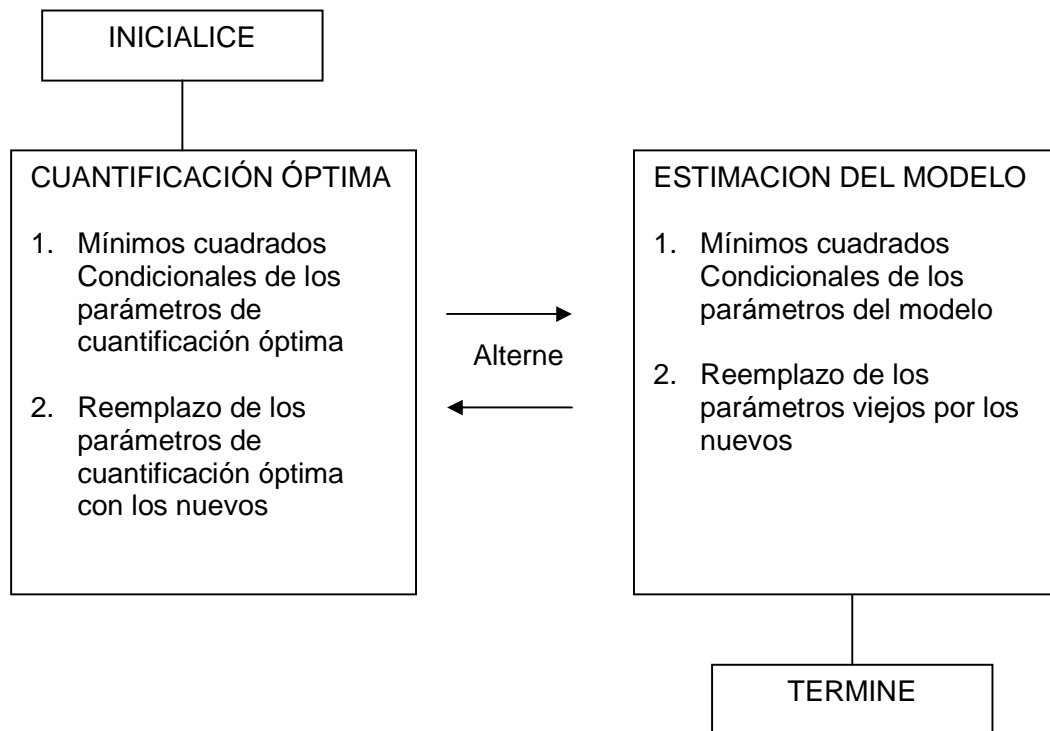 INICIALICE
CUANTIFICACIÓN ÓPTIMA
1. Mínimos cuadrados
Condicionales de los
parámetros de
cuantificación óptima
2. Reemplazo de los
parámetros de
cuantificación óptima
con los nuevos
Alterne
ESTIMACION DEL MODELO
1. Mínimos cuadrados
Condicionales de los
parámetros del modelo
2. Reemplazo de los
parámetros viejos por los
nuevos
TERMINE